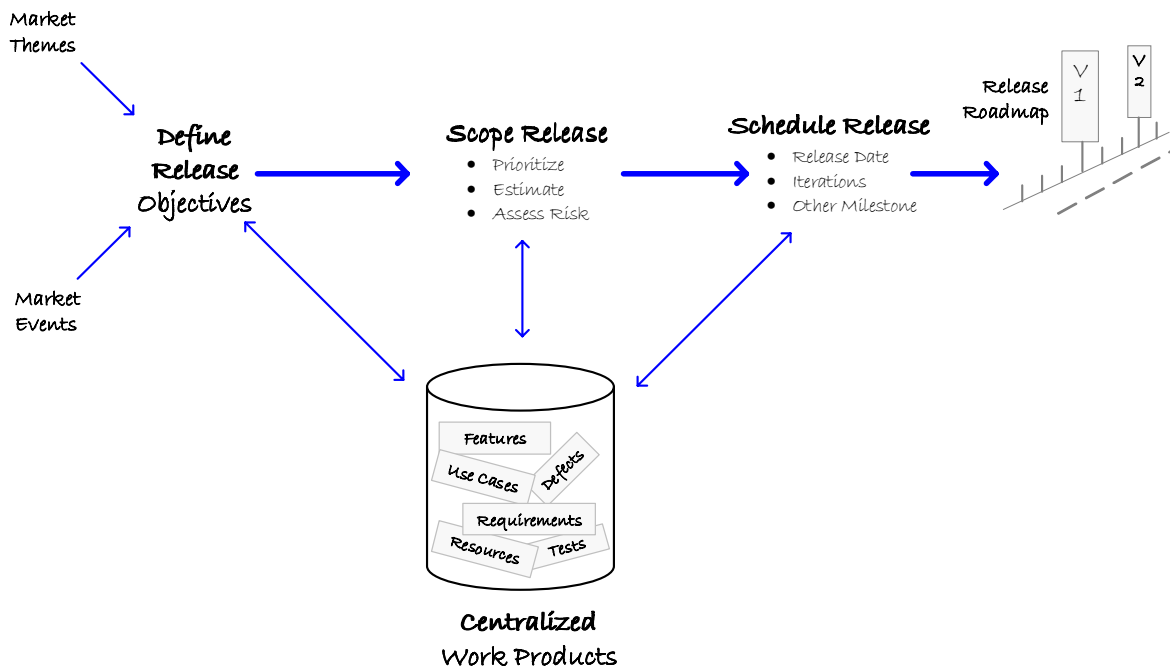 Market
Themes
Define
Release
Objectives
Market
Events
Scope Release
• Prioritize
• Estimate
• Assess Risk
Schedule Release
• Release Date
• Iterations
• Other Milestone
Release
Roadmap
V
1
V
2
Features
Use Cases
Defects
Requirements
Resources
Tests
Centralized
Work Products